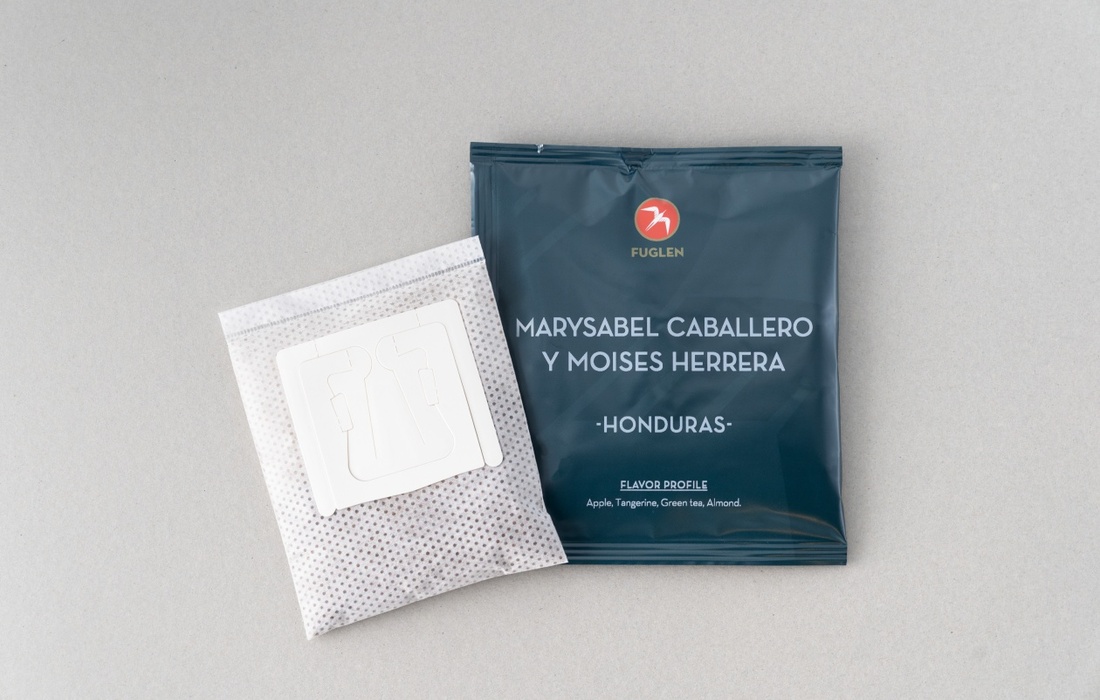 FUGLEN
MARYSABEL CABALLERO
Y MOISES HERRERA
-HONDURAS-
FLAVOR PROFILE
Apple, Tangerine, Green tea, Almond.